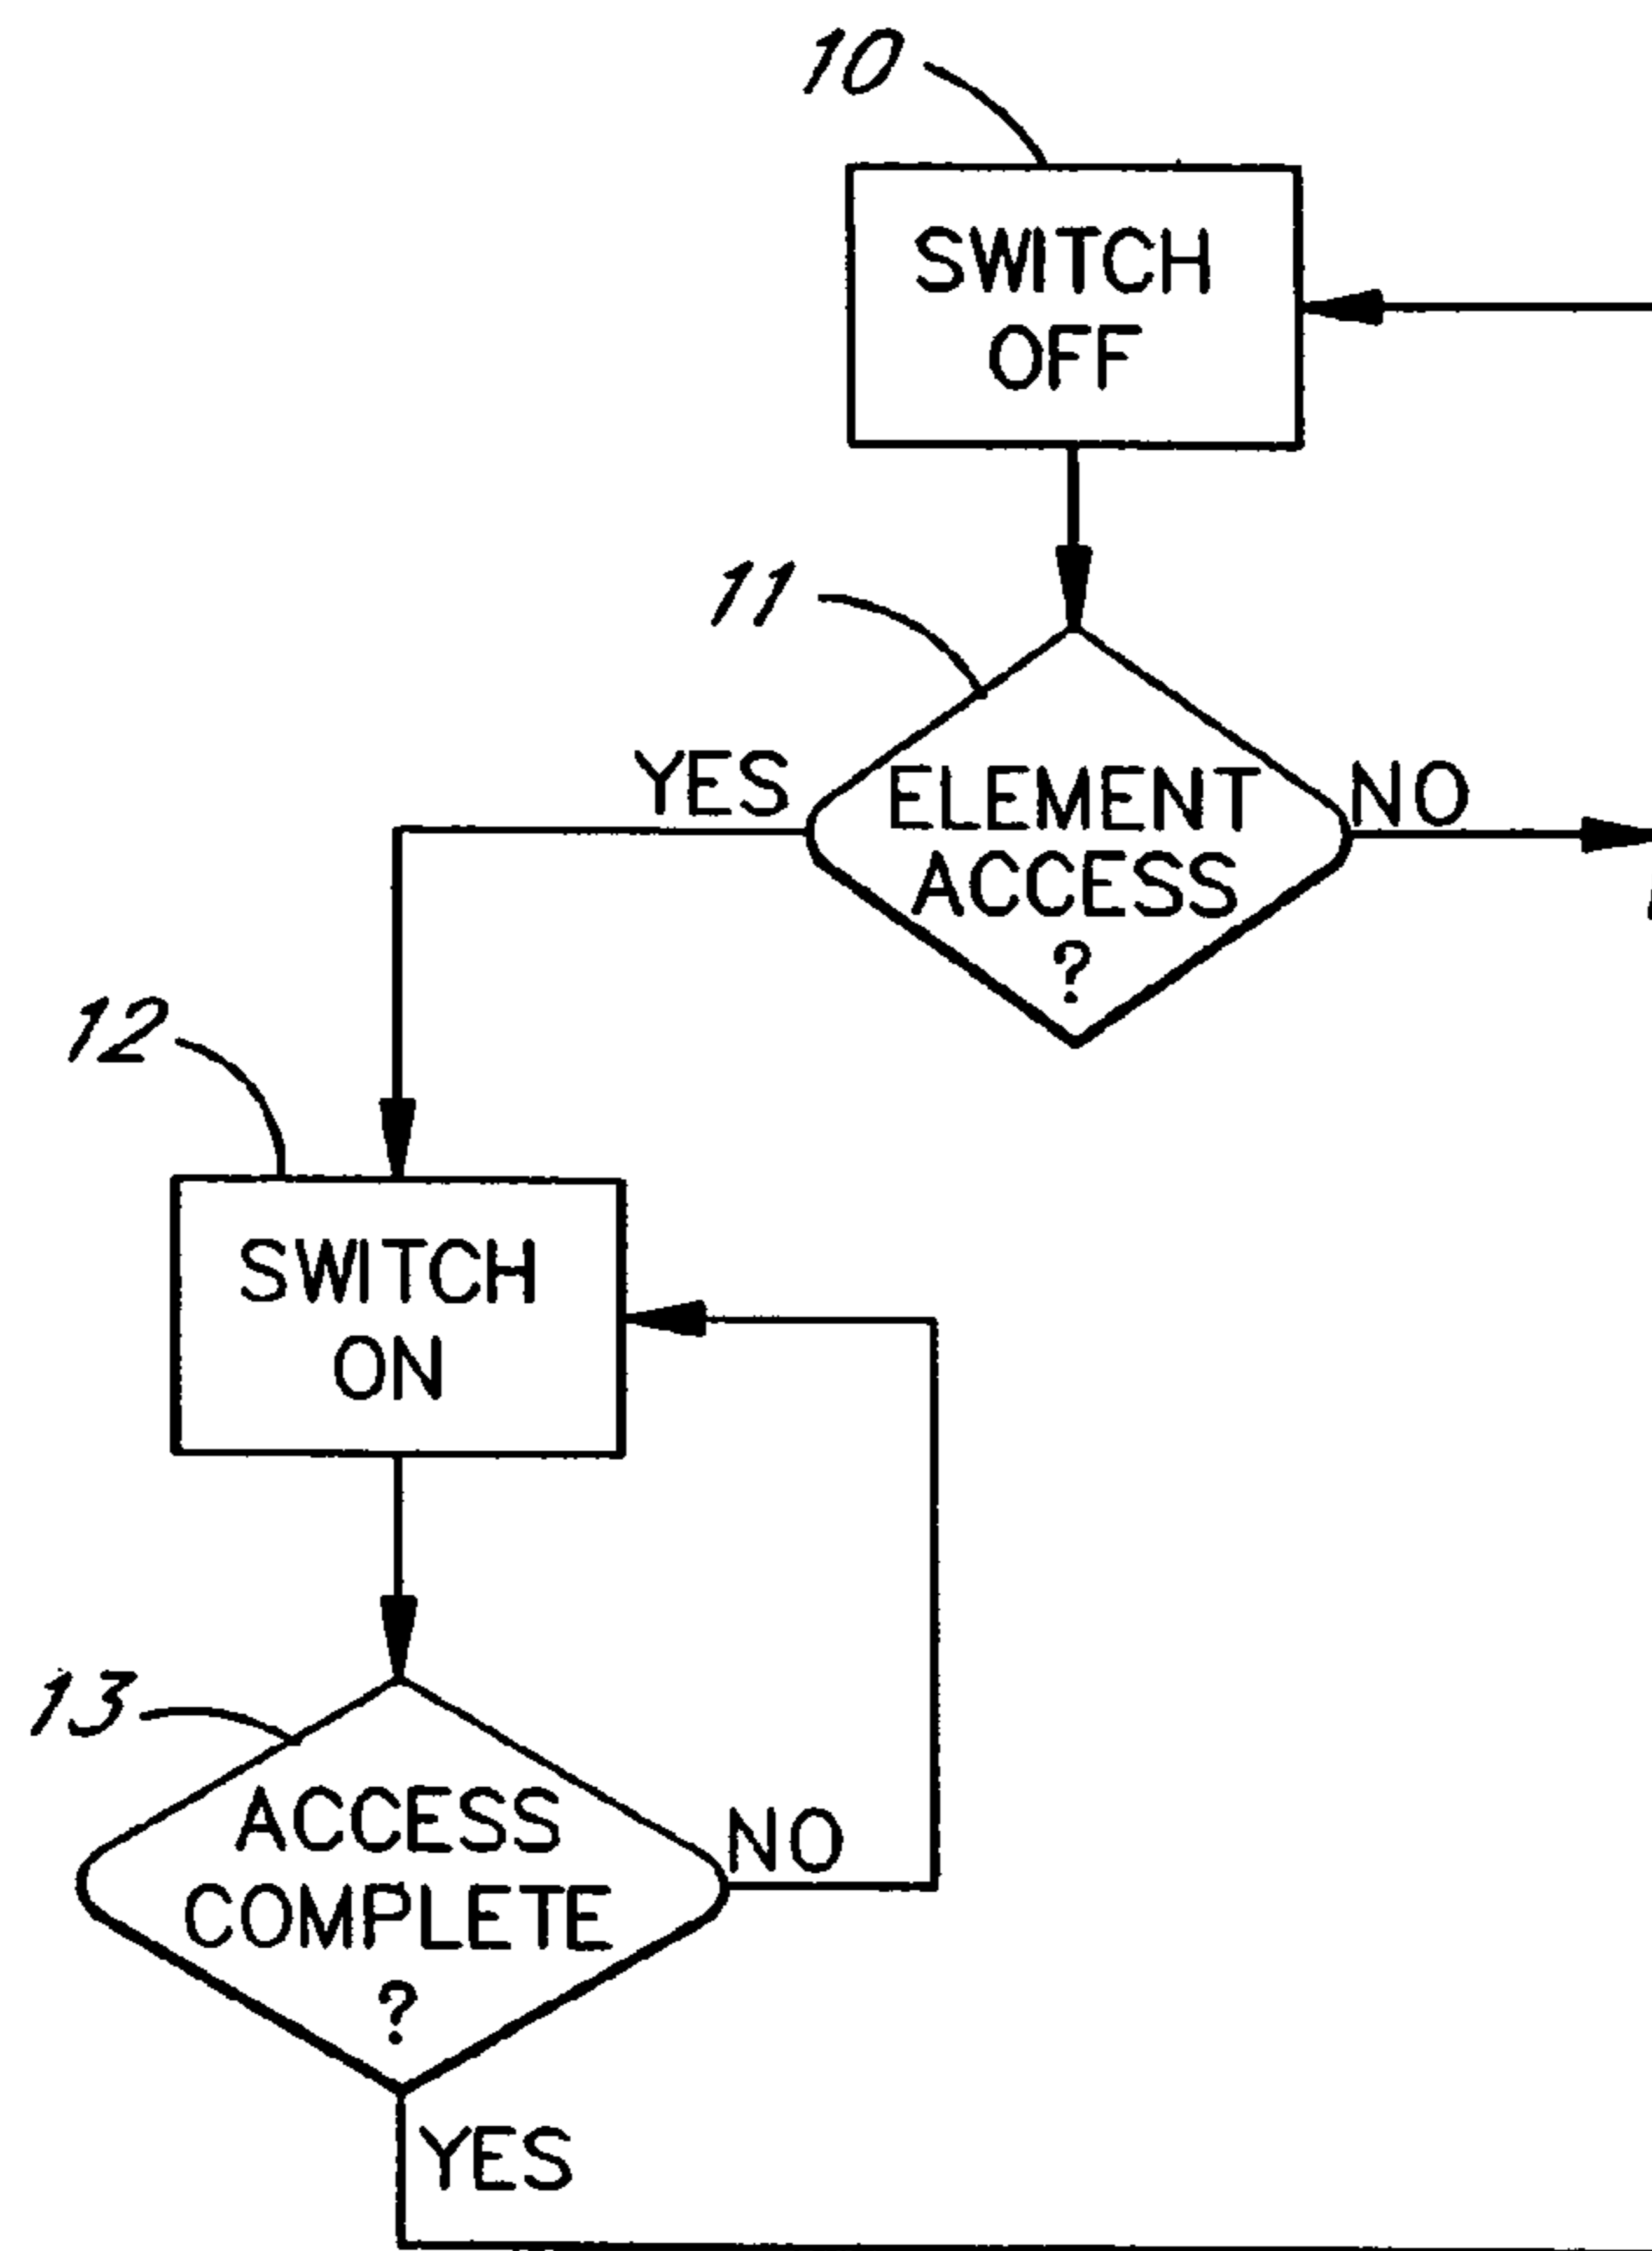 10
SWITCH
OFF
11
YES
ELEMENT
ACCESS
?
NO
12
SWITCH
ON
13
ACCESS
COMPLETE
?
NO
YES